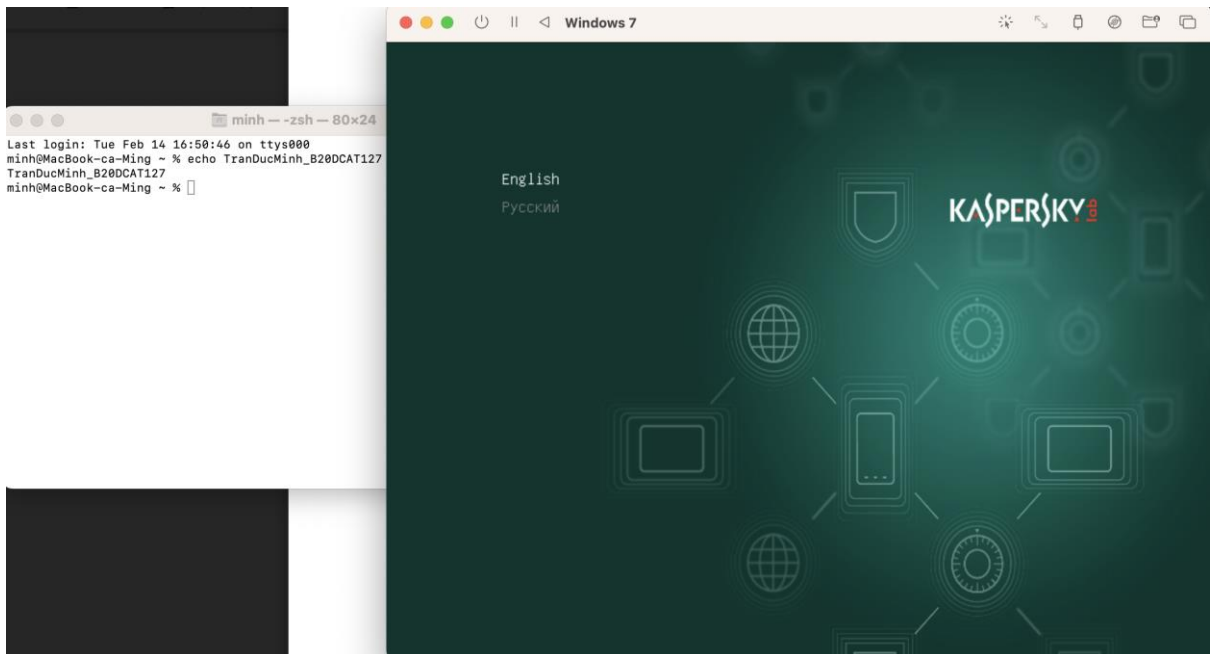 minh — -zsh — 80×24
Last login: Tue Feb 14 16:50:46 on ttys000
minh@MacBook-ca-Ming ~ % echo TranDucMinh_B20DCAT127
TranDucMinh_B20DCAT127
minh@MacBook-ca-Ming ~ %
Windows 7
English
Русский
KASPERSKY lab